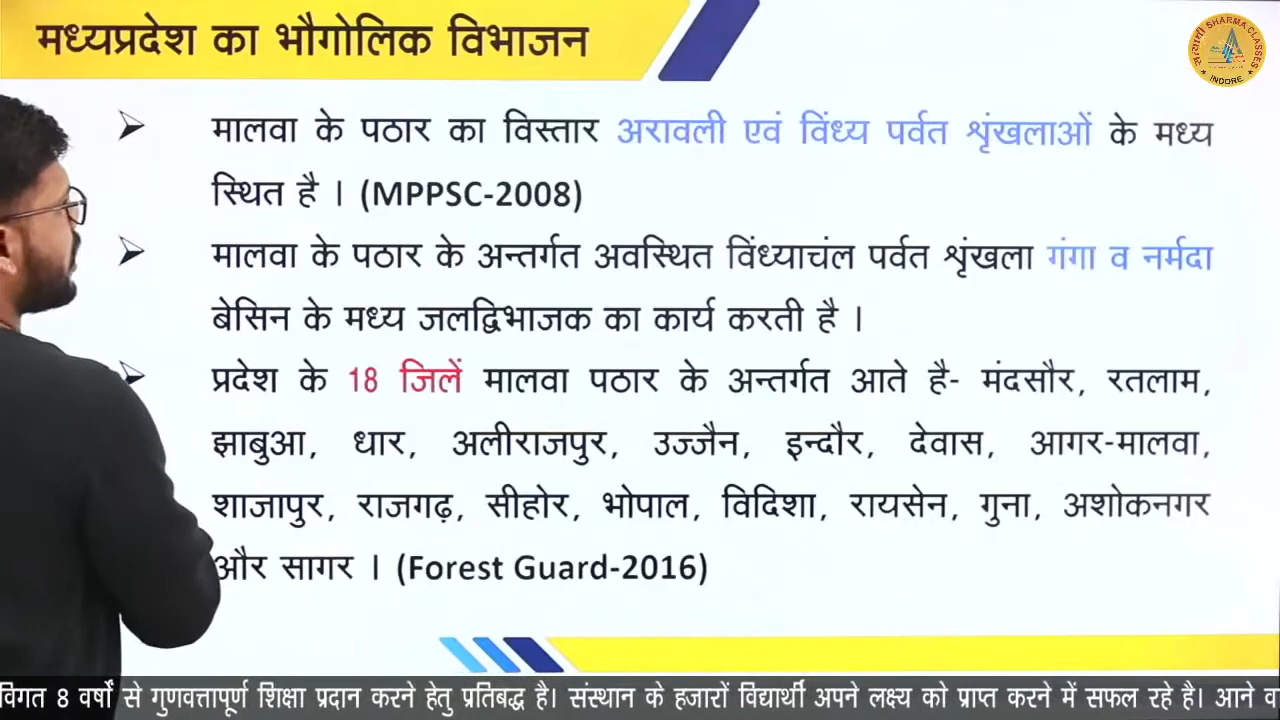 मध्यप्रदेश का भौगोलिक विभाजन
SHARMA CLASSES
INDORE
मालवा के पठार का विस्तार अरावली एवं विंध्य पर्वत शृंखलाओं के मध्य
स्थित है । (MPPSC-2008)
मालवा के पठार के अन्तर्गत अवस्थित विंध्याचंल पर्वत शृंखला गंगा व नर्मदा
बेसिन के मध्य जलद्विभाजक का कार्य करती है ।
प्रदेश के 18 जिलें मालवा पठार के अन्तर्गत आते है- मंदसौर, रतलाम,
झाबुआ, धार, अलीराजपुर, उज्जैन, इन्दौर, देवास, आगर-मालवा,
शाजापुर, राजगढ़, सीहोर, भोपाल, विदिशा, रायसेन, गुना, अशोकनगर
और सागर । (Forest Guard-2016)
विगत 8 वर्षों से गुणवत्तापूर्ण शिक्षा प्रदान करने हेतु प्रतिबद्ध है। संस्थान के हजारों विद्यार्थी अपने लक्ष्य को प्राप्त करने में सफल रहे है। आने